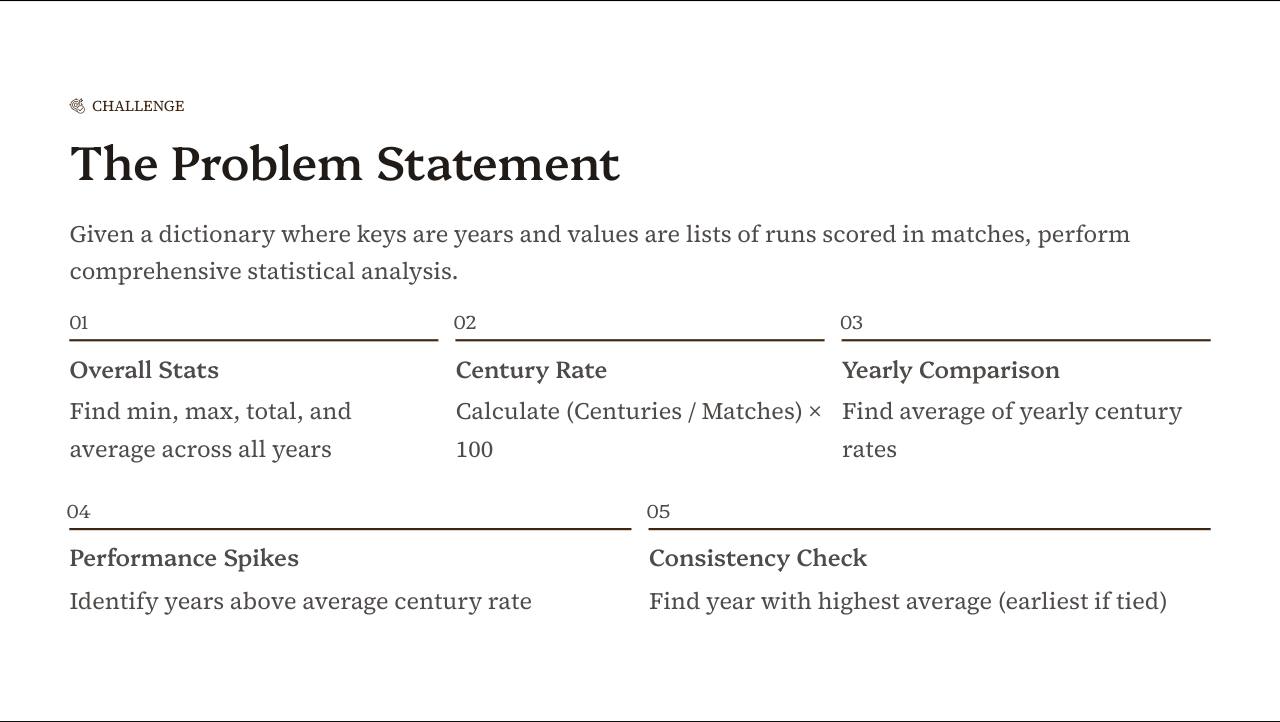 CHALLENGE
The Problem Statement
Given a dictionary where keys are years and values are lists of runs scored in matches, perform
comprehensive statistical analysis.
01
Overall Stats
Find min, max, total, and
average across all years
02
Century Rate
Calculate (Centuries / Matches) ×
100
03
Yearly Comparison
Find average of yearly century
rates
04
Performance Spikes
Identify years above average century rate
05
Consistency Check
Find year with highest average (earliest if tied)